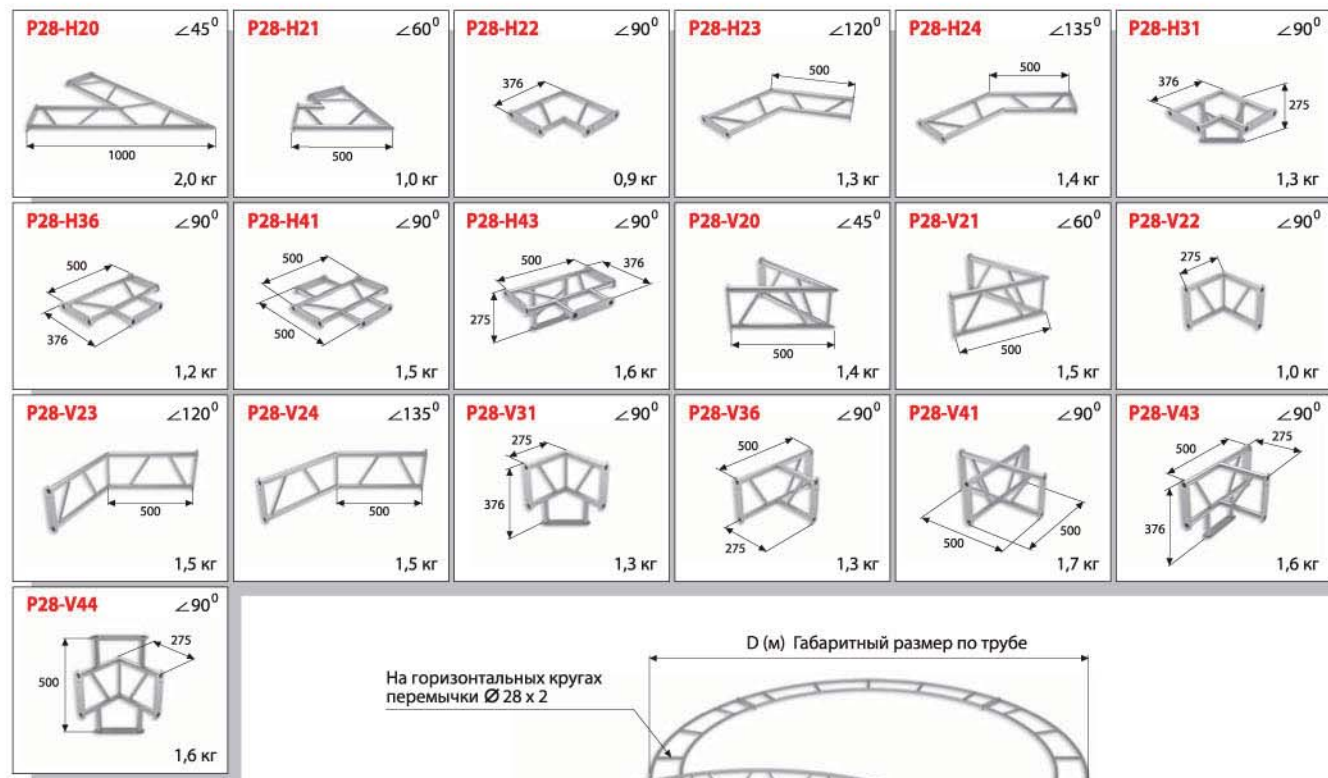 P28-H20 ∠45⁰
1000
2,0 кг
P28-H21 ∠60⁰
500
1,0 кг
P28-H22 ∠90⁰
376
0,9 кг
P28-H23 ∠120⁰
500
1,3 кг
P28-H24 ∠135⁰
500
1,4 кг
P28-H31 ∠90⁰
376
275
1,3 кг
P28-H36 ∠90⁰
500
376
1,2 кг
P28-H41 ∠90⁰
500
500
1,5 кг
P28-H43 ∠90⁰
500
376
275
1,6 кг
P28-V20 ∠45⁰
500
1,4 кг
P28-V21 ∠60⁰
500
1,5 кг
P28-V22 ∠90⁰
275
1,0 кг
P28-V23 ∠120⁰
500
1,5 кг
P28-V24 ∠135⁰
500
1,5 кг
P28-V31 ∠90⁰
275
376
1,3 кг
P28-V36 ∠90⁰
500
275
1,3 кг
P28-V41 ∠90⁰
500
500
1,7 кг
P28-V43 ∠90⁰
500
275
376
1,6 кг
P28-V44 ∠90⁰
275
500
1,6 кг
D (м) Габаритный размер по трубе
На горизонтальных кругах
перемычки Ø 28 x 2